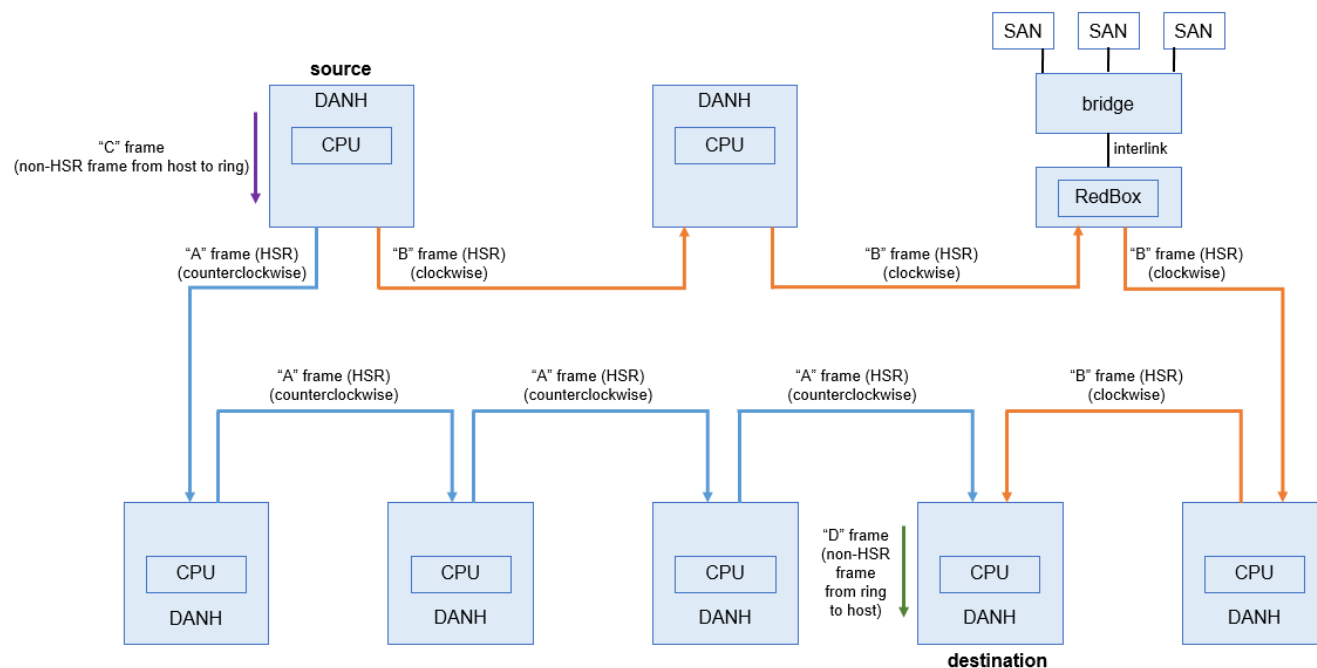 SAN
SAN
SAN
source
DANH
CPU
DANH
CPU
bridge
interlink
RedBox
“C” frame
(non-HSR frame from host to ring)
“A” frame (HSR)
(counterclockwise)
“B” frame (HSR)
(clockwise)
“B” frame (HSR)
(clockwise)
“B” frame (HSR)
(clockwise)
“A” frame (HSR)
(counterclockwise)
“A” frame (HSR)
(counterclockwise)
“A” frame (HSR)
(counterclockwise)
“B” frame (HSR)
(clockwise)
CPU
DANH
CPU
DANH
CPU
DANH
“D” frame
(non-HSR
frame
from ring
to host)
CPU
DANH
destination
CPU
DANH